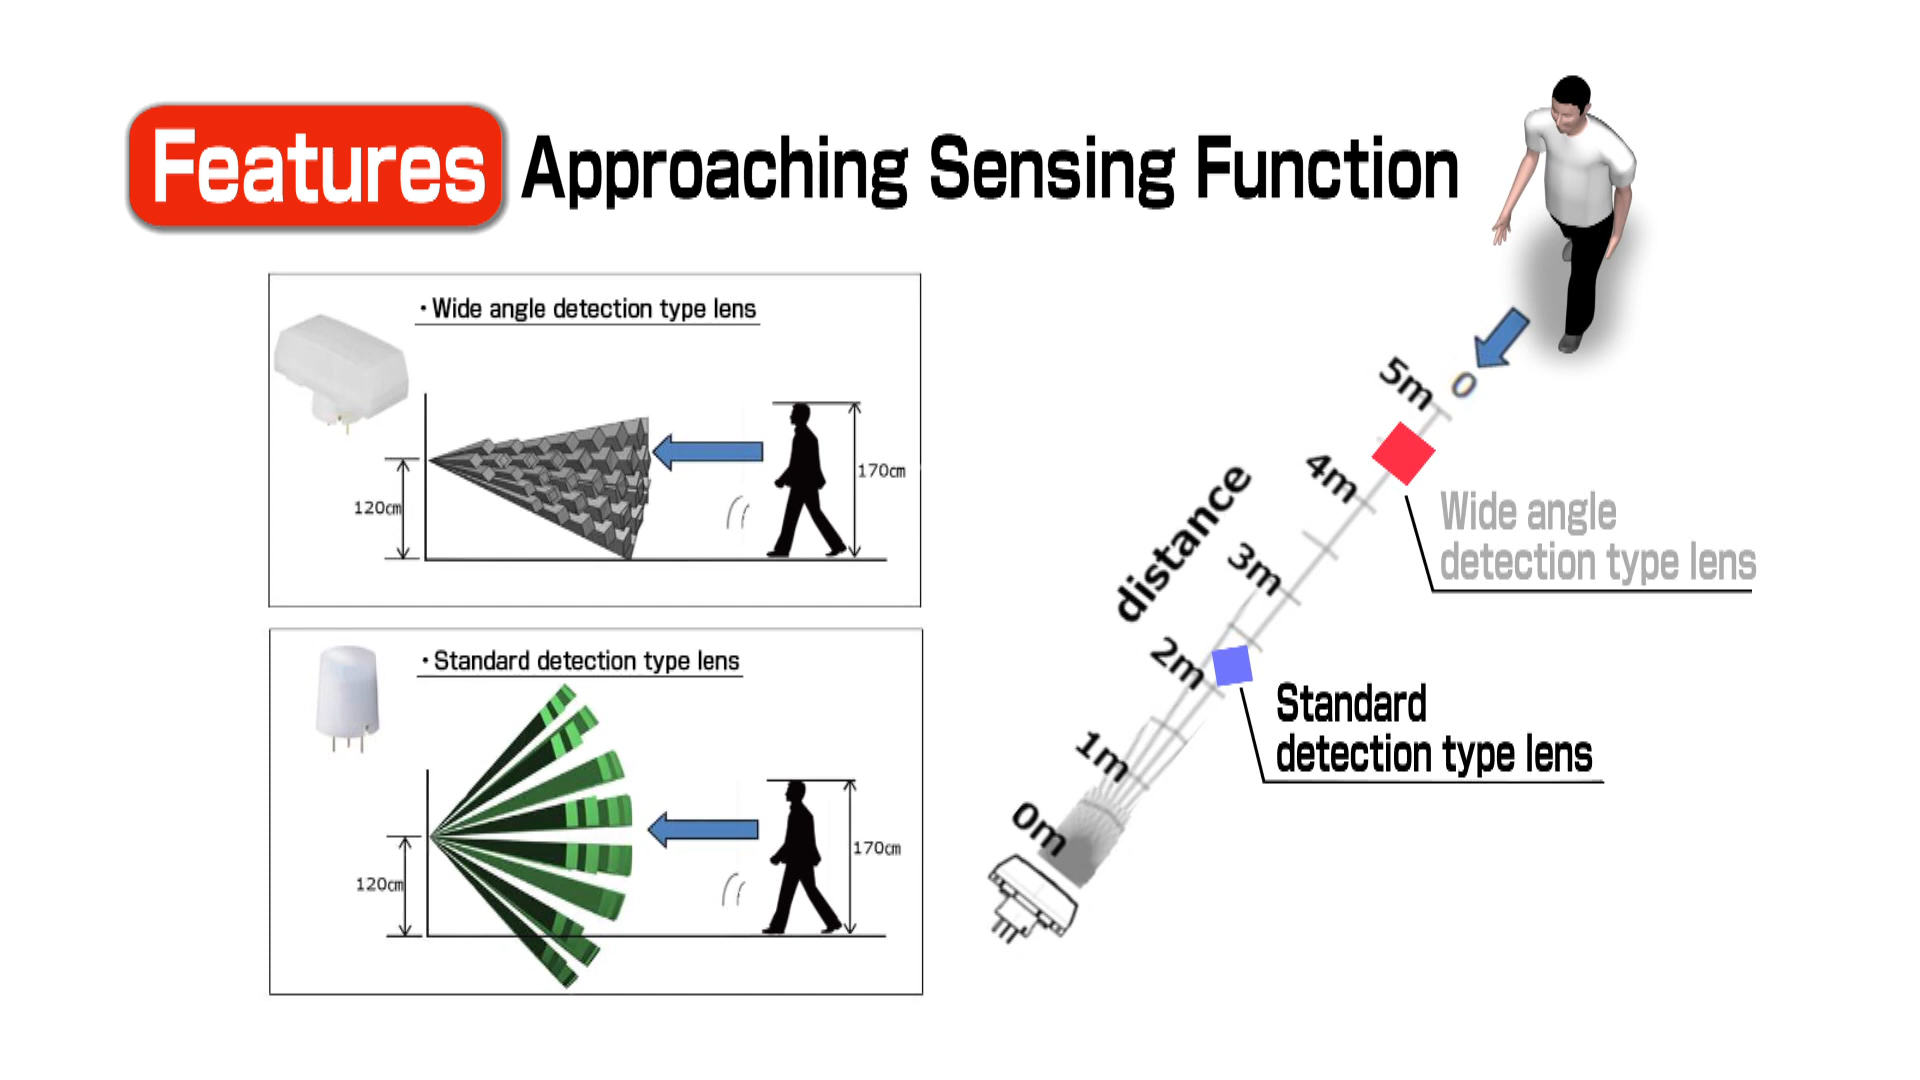 Features Approaching Sensing Function
・Wide angle detection type lens
120cm
170cm
・Standard detection type lens
120cm
170cm
0
5m
4m
3m
2m
1m
0m
distance
Wide angle
detection type lens
Standard
detection type lens